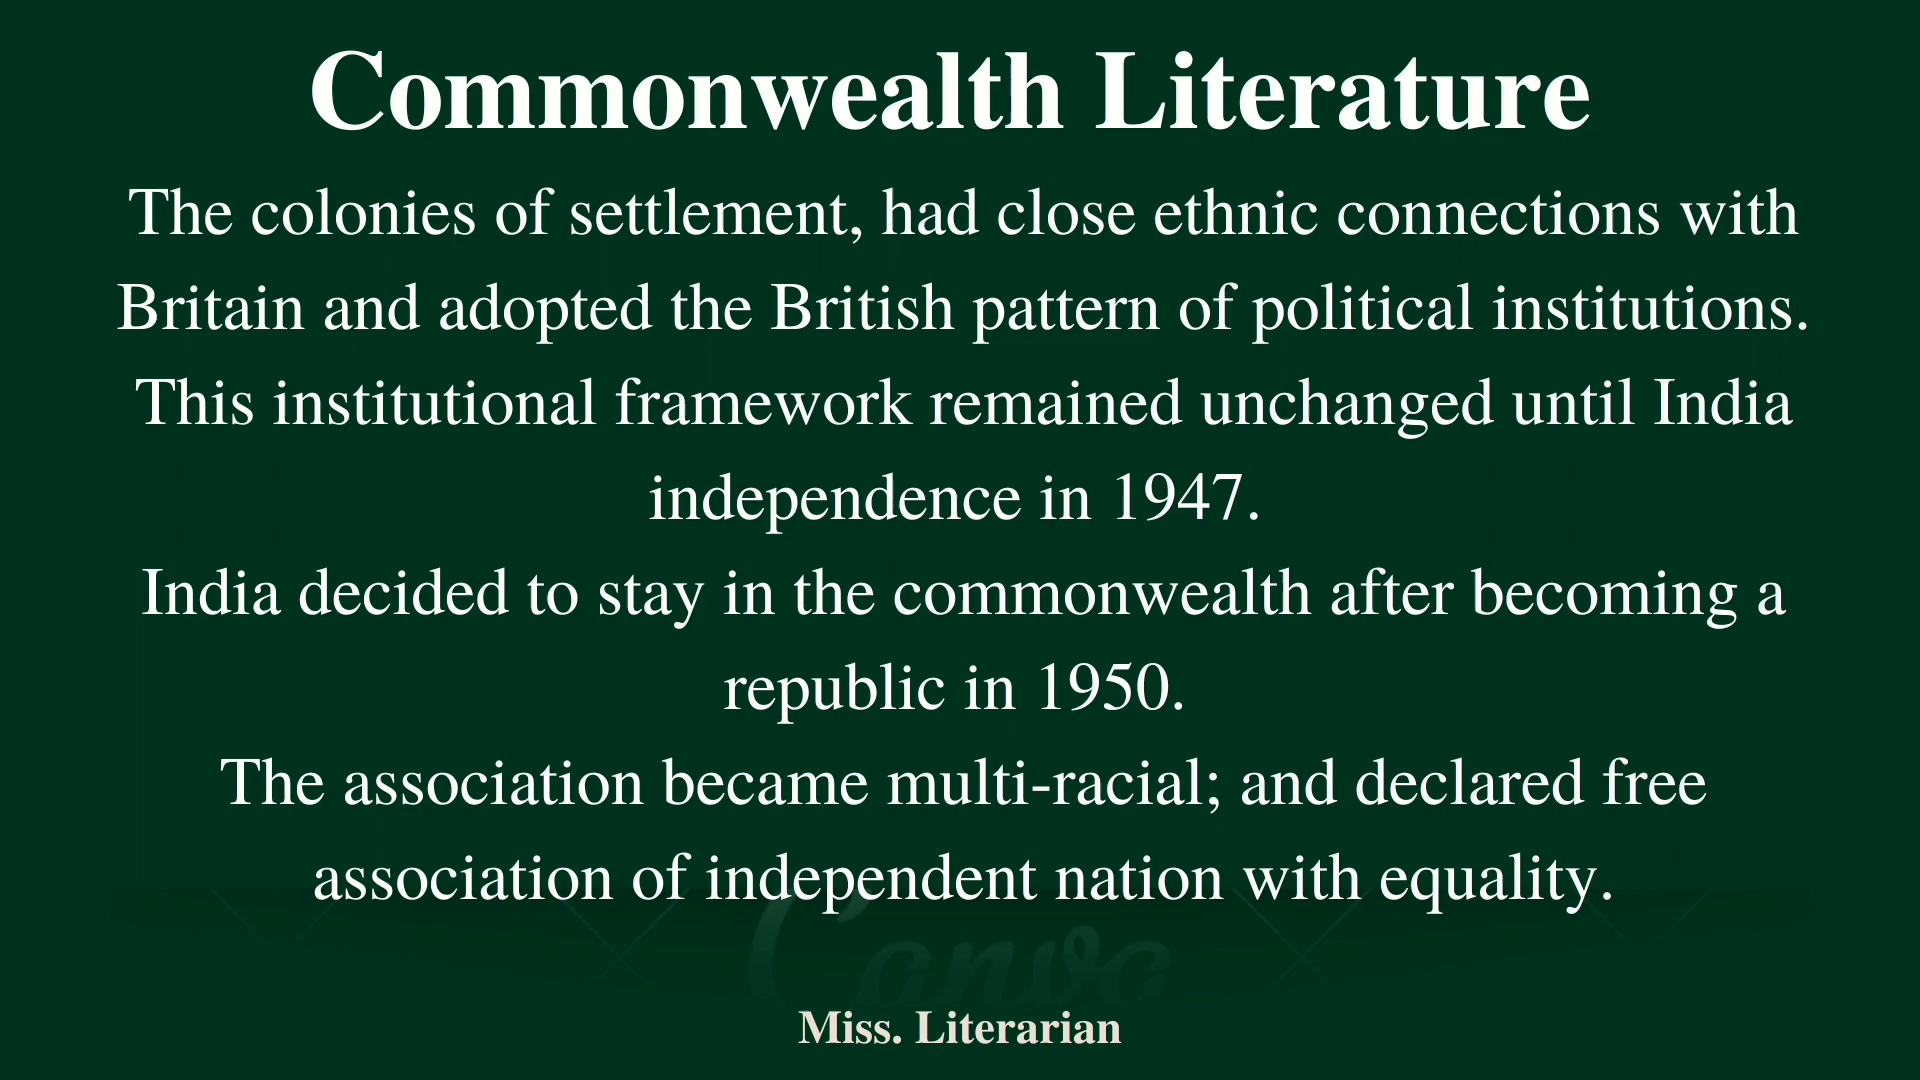 Commonwealth Literature
The colonies of settlement, had close ethnic connections with
Britain and adopted the British pattern of political institutions.
This institutional framework remained unchanged until India
independence in 1947.
India decided to stay in the commonwealth after becoming a
republic in 1950.
The association became multi-racial; and declared free
association of independent nation with equality.
Canva
Miss. Literarian